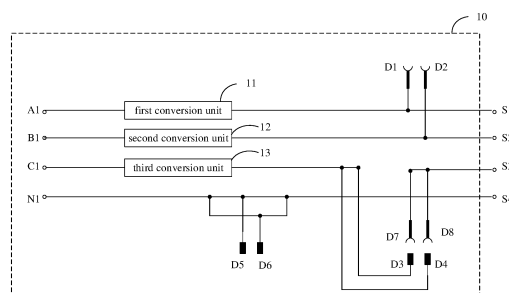 10
D1 D2
11
A1 first conversion unit S
B1 second conversion unit 12
C1 third conversion unit 13
N1 S4
D7 D8
D5 D6 D3 D4